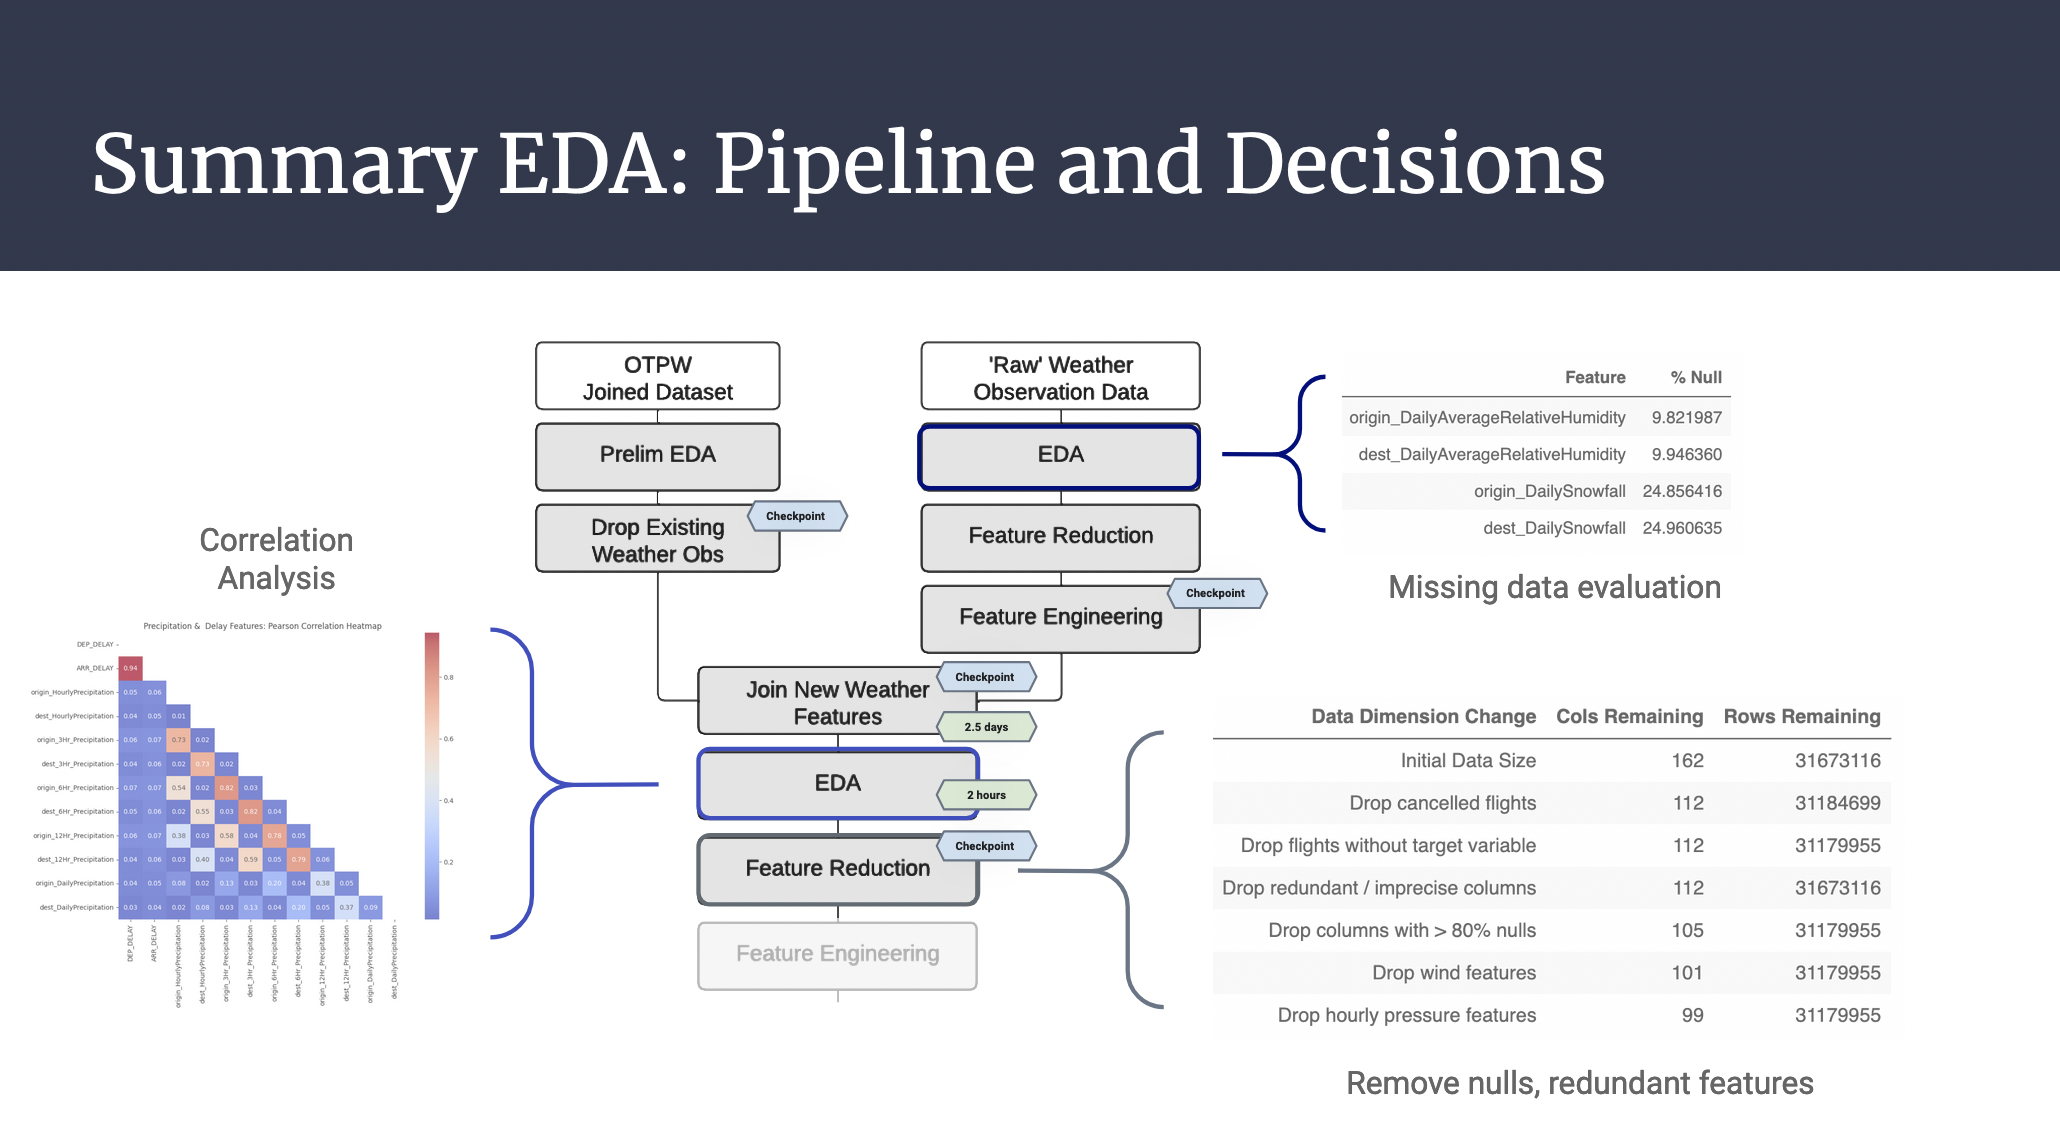 Summary EDA: Pipeline and Decisions
OTPW
Joined Dataset
Prelim EDA
Drop Existing
Weather Obs
Checkpoint
'Raw' Weather
Observation Data
EDA
Feature Reduction
Feature Engineering
Checkpoint
Join New Weather
Features
Checkpoint
2.5 days
EDA
2 hours
Feature Reduction
Checkpoint
Feature Engineering
Feature % Null
origin_DailyAverageRelativeHumidity 9.821987
dest_DailyAverageRelativeHumidity 9.946360
origin_DailySnowfall 24.856416
dest_DailySnowfall 24.960635
Missing data evaluation
Correlation
Analysis
Precipitation & Delay Features: Pearson Correlation Heatmap
DEP_DELAY
ARR_DELAY 0.94
origin_HourlyPrecipitation 0.05 0.06
dest_HourlyPrecipitation 0.04 0.05 0.01
origin_3Hr_Precipitation 0.06 0.07 0.73 0.02
dest_3Hr_Precipitation 0.04 0.06 0.02 0.73 0.02
origin_6Hr_Precipitation 0.07 0.07 0.54 0.02 0.82 0.03
dest_6Hr_Precipitation 0.05 0.06 0.02 0.55 0.03 0.82 0.04
origin_12Hr_Precipitation 0.06 0.07 0.38 0.03 0.58 0.04 0.78 0.05
dest_12Hr_Precipitation 0.04 0.06 0.03 0.40 0.04 0.59 0.05 0.79 0.06
origin_DailyPrecipitation 0.04 0.05 0.08 0.02 0.13 0.03 0.20 0.04 0.38 0.05
dest_DailyPrecipitation 0.03 0.04 0.02 0.08 0.03 0.13 0.04 0.20 0.05 0.37 0.09
DEP_DELAY
ARR_DELAY
origin_HourlyPrecipitation
dest_HourlyPrecipitation
origin_3Hr_Precipitation
dest_3Hr_Precipitation
origin_6Hr_Precipitation
dest_6Hr_Precipitation
origin_12Hr_Precipitation
dest_12Hr_Precipitation
origin_DailyPrecipitation
dest_DailyPrecipitation
0.8
0.6
0.4
0.2
Data Dimension Change Cols Remaining Rows Remaining
Initial Data Size 162 31673116
Drop cancelled flights 112 31184699
Drop flights without target variable 112 31179955
Drop redundant / imprecise columns 112 31673116
Drop columns with > 80% nulls 105 31179955
Drop wind features 101 31179955
Drop hourly pressure features 99 31179955
Remove nulls, redundant features